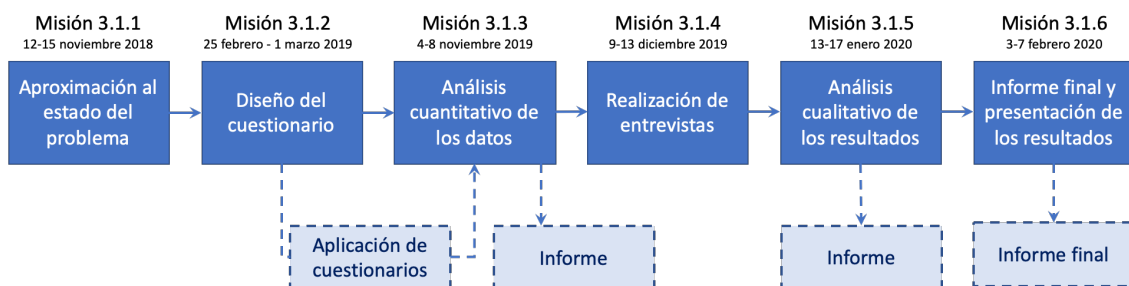 Misión 3.1.1
12-15 noviembre 2018
Aproximación al
estado del
problema
Misión 3.1.2
25 febrero - 1 marzo 2019
Diseño del
cuestionario
Misión 3.1.3
4-8 noviembre 2019
Análisis
cuantitativo de
los datos
Misión 3.1.4
9-13 diciembre 2019
Realización de
entrevistas
Misión 3.1.5
13-17 enero 2020
Análisis
cualitativo de
los resultados
Misión 3.1.6
3-7 febrero 2020
Informe final y
presentación de
los resultados
Aplicación de
cuestionarios
Informe
Informe
Informe final